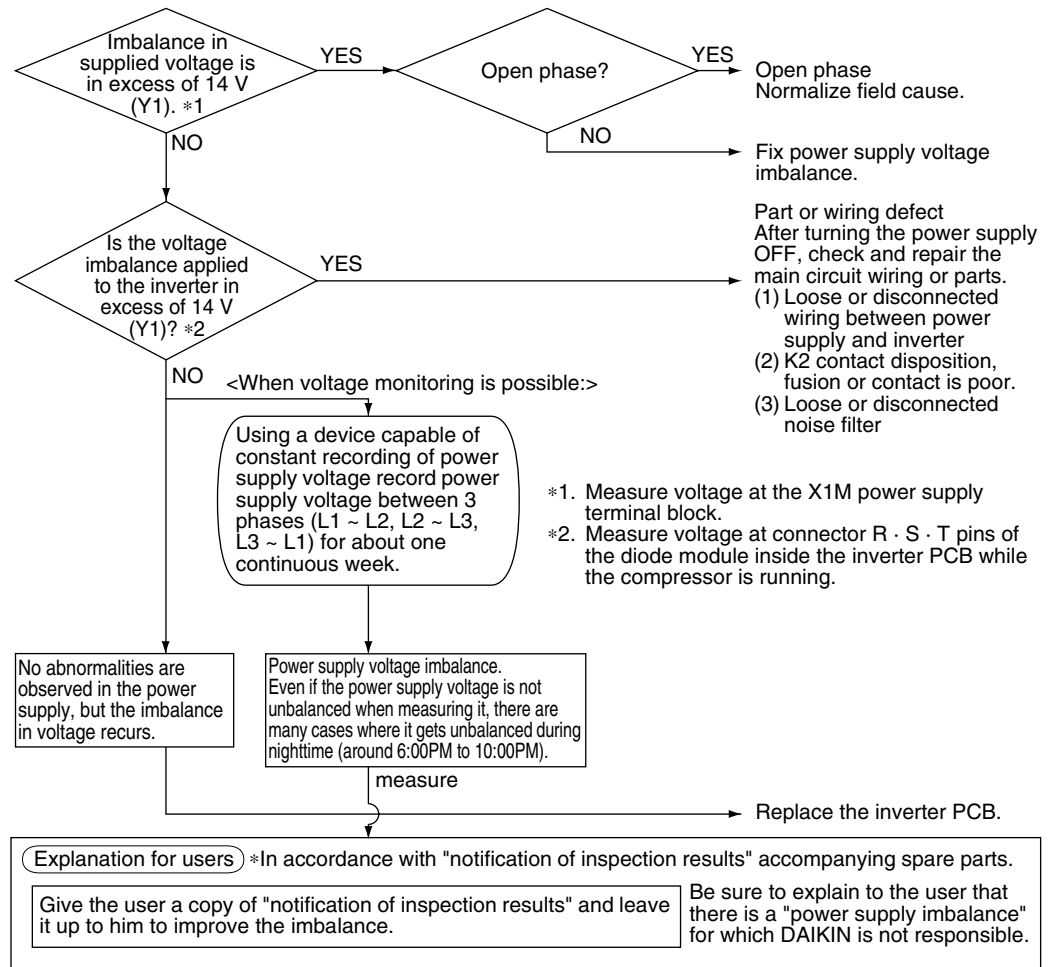 Imbalance in
supplied voltage is
in excess of 14 V
(Y1). *1
YES
Open phase?
YES
Open phase
Normalize field cause.
NO
NO
Fix power supply voltage
imbalance.
Is the voltage
imbalance applied
to the inverter in
excess of 14 V
(Y1)? *2
YES
Part or wiring defect
After turning the power supply
OFF, check and repair the
main circuit wiring or parts.
(1) Loose or disconnected
wiring between power
supply and inverter
(2) K2 contact disposition,
fusion or contact is poor.
(3) Loose or disconnected
noise filter
NO
<When voltage monitoring is possible:>
Using a device capable of
constant recording of power
supply voltage record power
supply voltage between 3
phases (L1 ~ L2, L2 ~ L3,
L3 ~ L1) for about one
continuous week.
*1. Measure voltage at the X1M power supply
terminal block.
*2. Measure voltage at connector R · S · T pins of
the diode module inside the inverter PCB while
the compressor is running.
No abnormalities are
observed in the power
supply, but the imbalance
in voltage recurs.
Power supply voltage imbalance.
Even if the power supply voltage is not
unbalanced when measuring it, there are
many cases where it gets unbalanced during
nighttime (around 6:00PM to 10:00PM).
measure
Replace the inverter PCB.
Explanation for users *In accordance with "notification of inspection results" accompanying spare parts.
Give the user a copy of "notification of inspection results" and leave
it up to him to improve the imbalance.
Be sure to explain to the user that
there is a "power supply imbalance"
for which DAIKIN is not responsible.